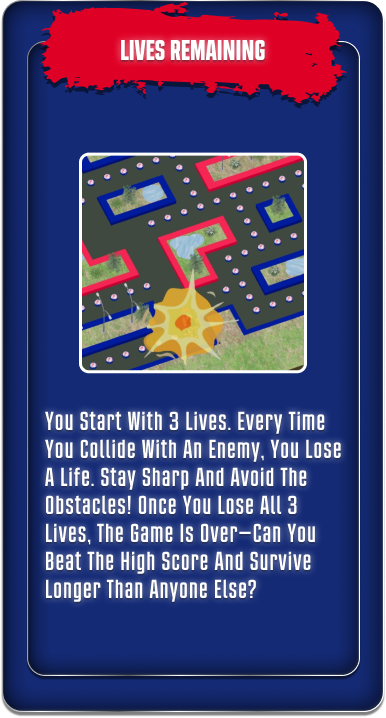 LIVES REMAINING
You Start With 3 Lives. Every Time
You Collide With An Enemy, You Lose
A Life. Stay Sharp And Avoid The
Obstacles! Once You Lose All 3
Lives, The Game Is Over—Can You
Beat The High Score And Survive
Longer Than Anyone Else?